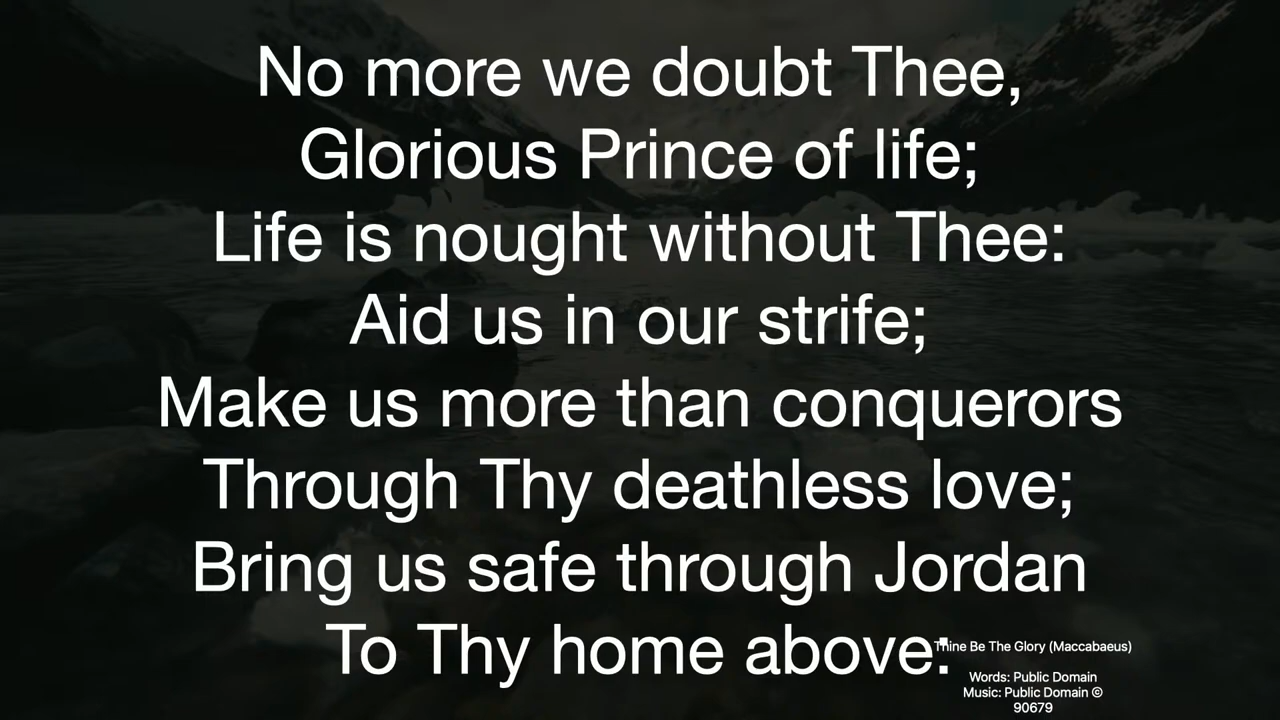 No more we doubt Thee,
Glorious Prince of life;
Life is nought without Thee:
Aid us in our strife;
Make us more than conquerors
Through Thy deathless love;
Bring us safe through Jordan
To Thy home above:
Thine Be The Glory (Maccabaeus)
Words: Public Domain
Music: Public Domain ©
90679